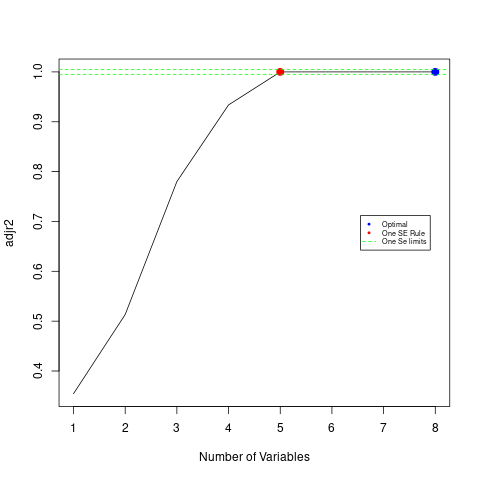 1.0
0.9
0.8
0.7
0.6
0.5
0.4
adjr2
Optimal
One SE Rule
One Se limits
1 2 3 4 5 6 7 8
Number of Variables